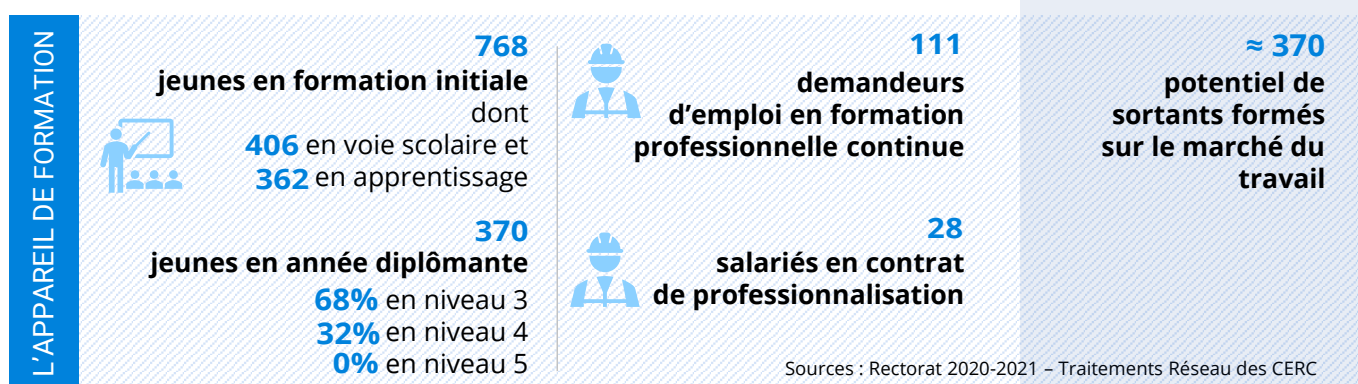 L'APPAREIL DE FORMATION
768
jeunes en formation initiale
dont
406 en voie scolaire et
362 en apprentissage
370
jeunes en année diplômante
68% en niveau 3
32% en niveau 4
0% en niveau 5
111
demandeurs
d'emploi en formation
professionnelle continue
28
salariés en contrat
de professionnalisation
≈ 370
potentiel de
sortants formés
sur le marché du
travail
Sources : Rectorat 2020-2021 – Traitements Réseau des CERC